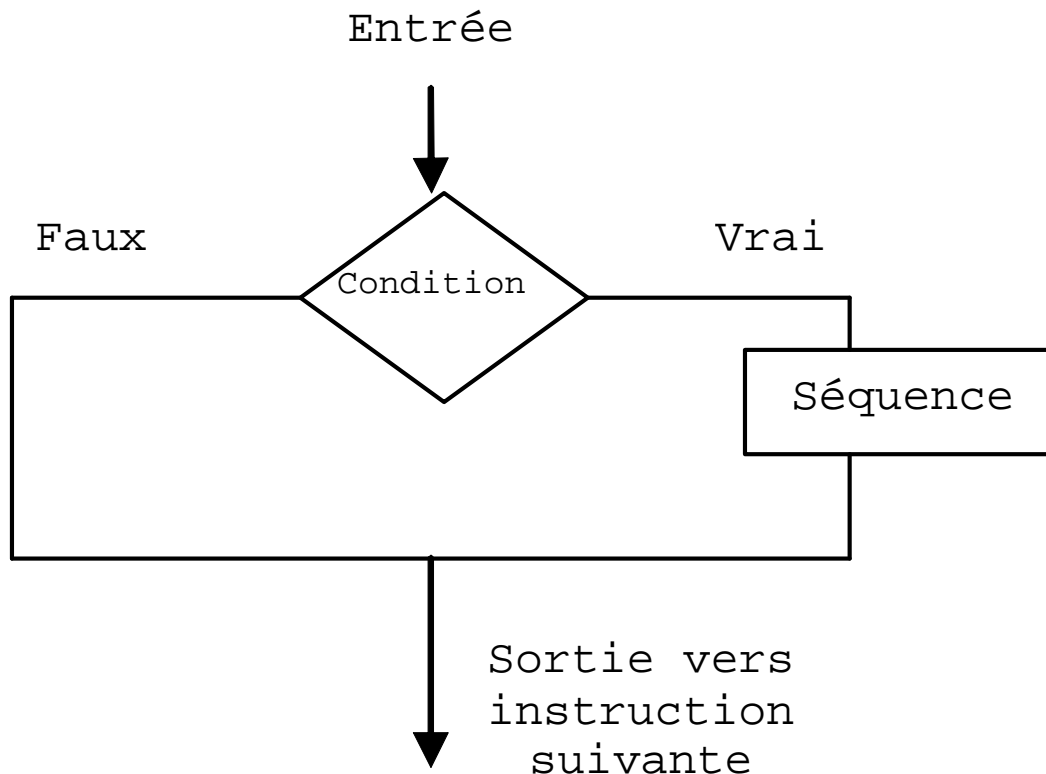 Entrée
Faux
Vrai
Condition
Séquence
Sortie vers
instruction
suivante